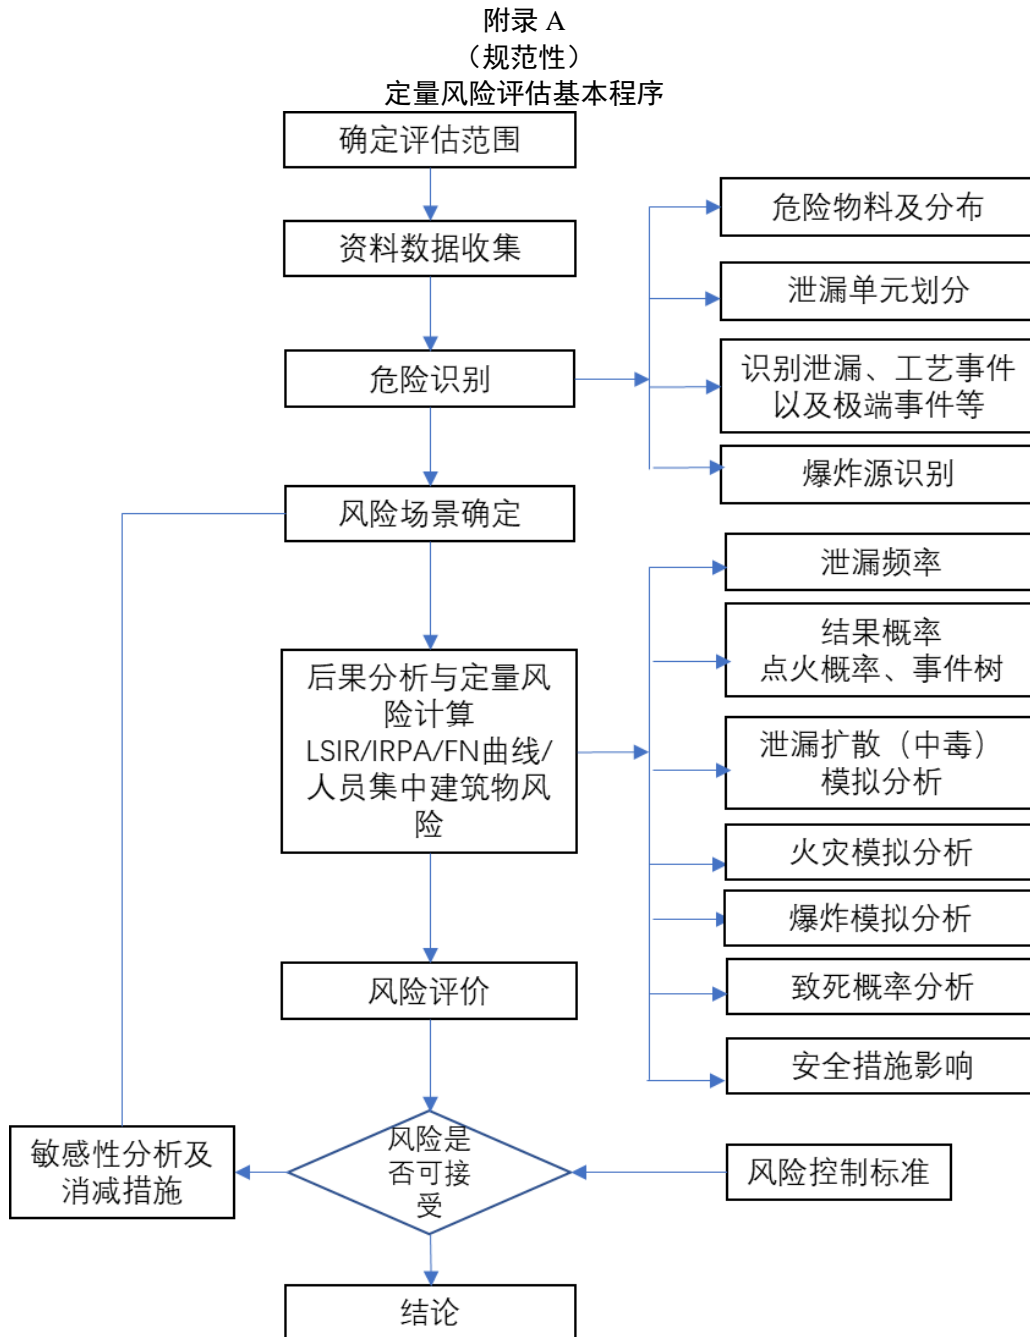 附录 A
（规范性）
定量风险评估基本程序
确定评估范围
资料数据收集
危险识别
危险物料及分布
泄漏单元划分
识别泄漏、工艺事件
以及极端事件等
爆炸源识别
风险场景确定
后果分析与定量风
险计算
LSIR/IRPA/FN曲线/
人员集中建筑物风
险
泄漏频率
结果概率
点火概率、事件树
泄漏扩散（中毒）
模拟分析
火灾模拟分析
爆炸模拟分析
致死概率分析
安全措施影响
风险评价
风险是
否可接
受
敏感性分析及
消减措施
风险控制标准
结论